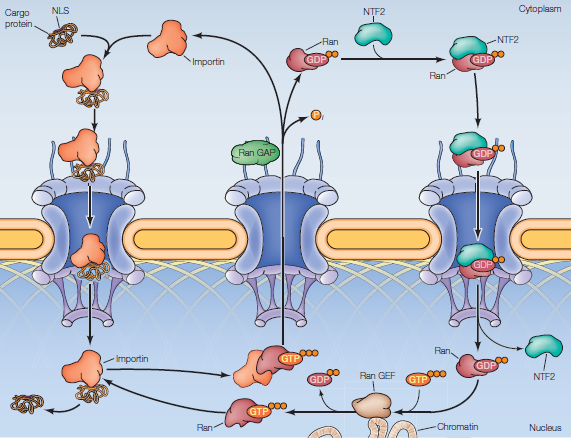 Cargo
protein
NLS
NTF2
Cytoplasm
Ran
GDP
Importin
NTF2
GDP
Ran
Pi
Ran GAP
GDP
GDP
Importin
GTP
Ran
GDP
NTF2
GDP
Ran GEF
GTP
GTP
Ran
Chromatin
Nucleus